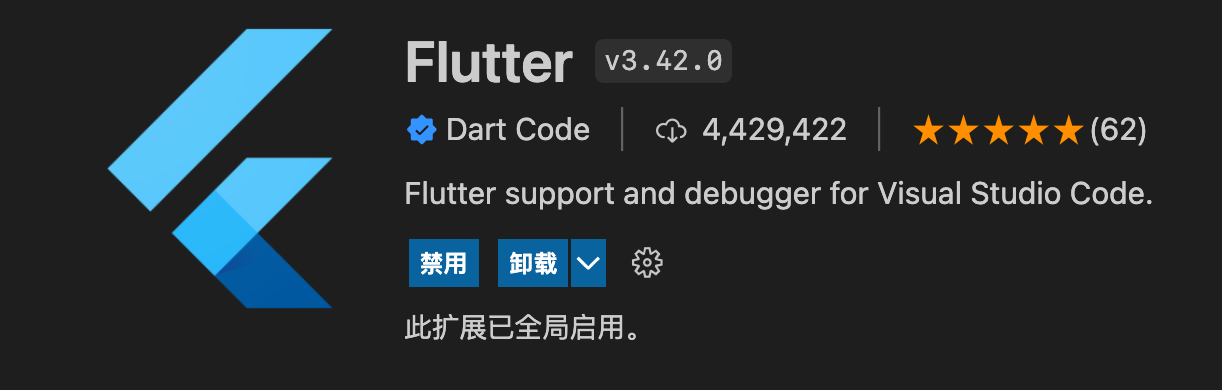 Flutter v3.42.0
Dart Code 4,429,422 (62)
Flutter support and debugger for Visual Studio Code.
禁用 卸载
此扩展已全局启用。